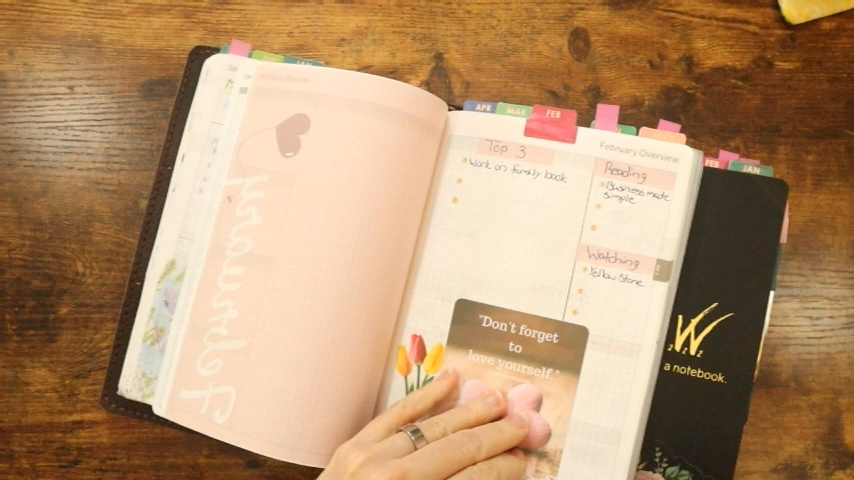 February
APR
MAR
FEB
FEB
JAN
February Overview
Top 3
Work on family book
Reading
Business made
simple
Watching
Yellow Stone
"Don't forget
to
love yourself."
W
a notebook.